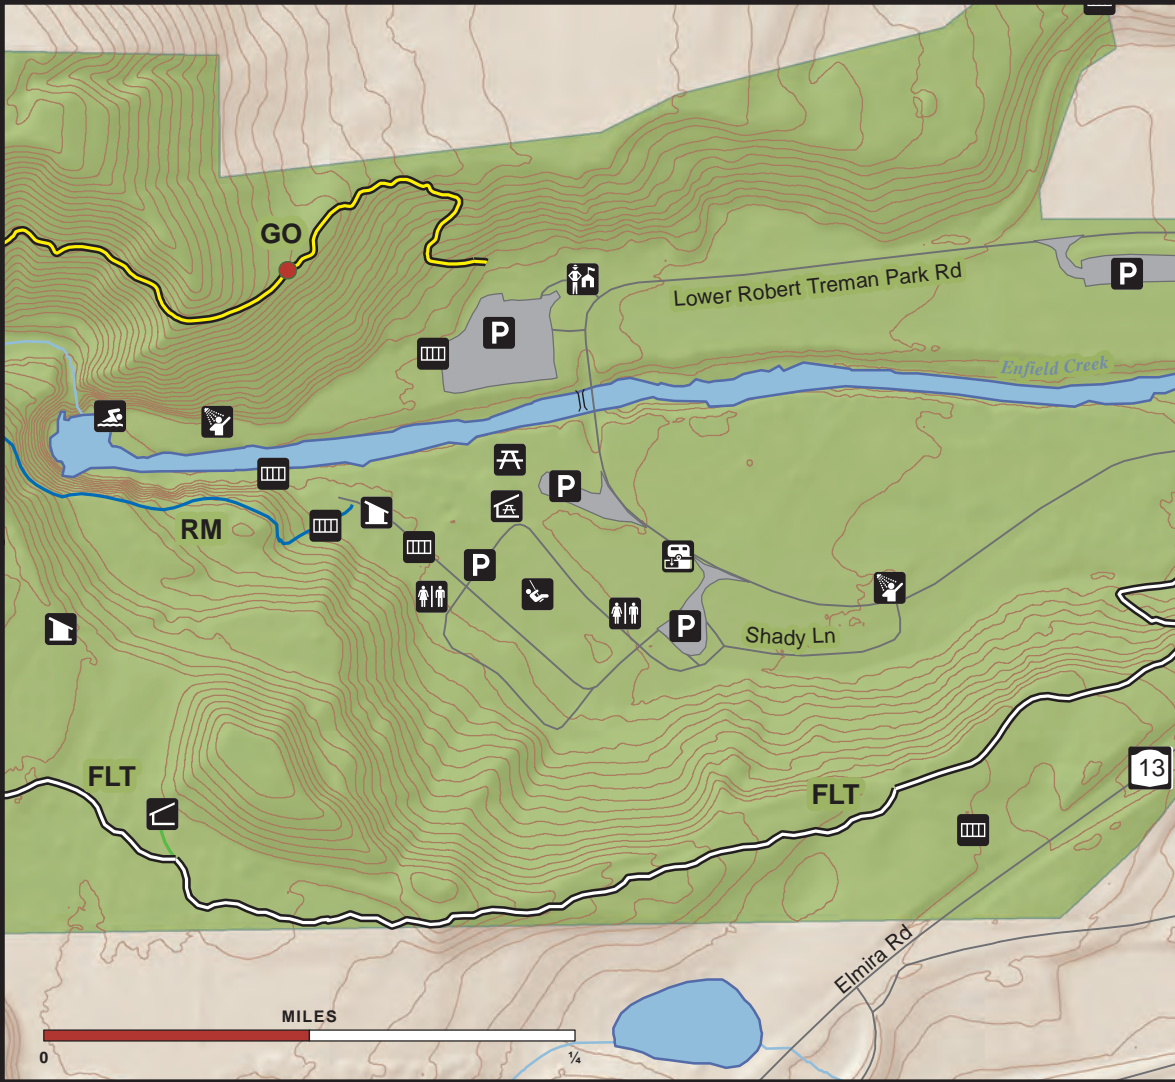 GO
Lower Robert Treman Park Rd
P
P
Enfield Creek
P
RM
P
P
Shady Ln
FLT
FLT
13
Elmira Rd
MILES
0
¼